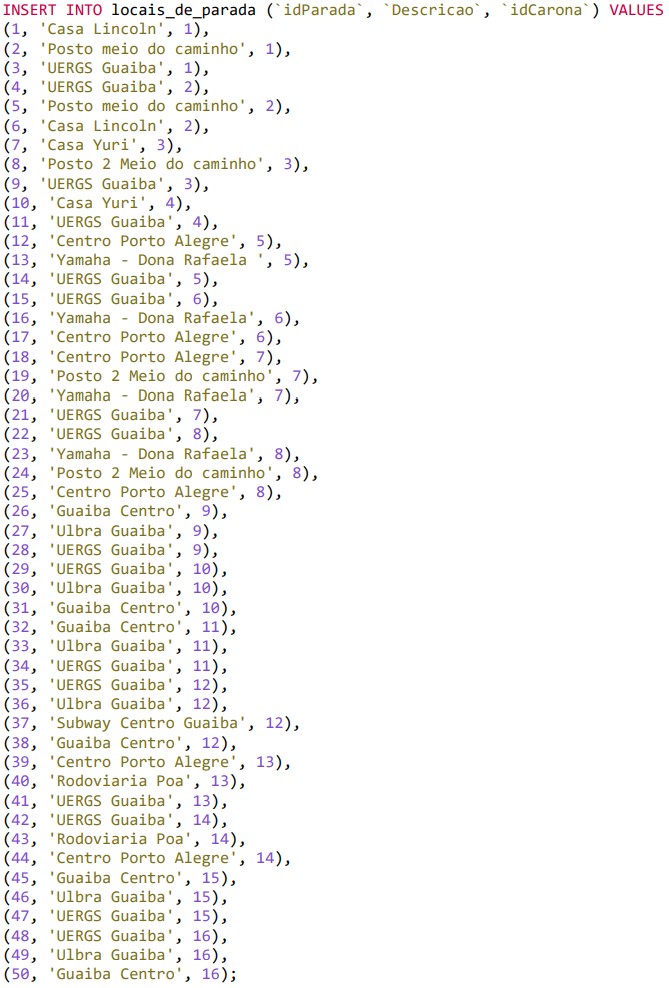 INSERT INTO locais_de_parada (`idParada`, `Descricao`, `idCarona`) VALUES
(1, 'Casa Lincoln', 1),
(2, 'Posto meio do caminho', 1),
(3, 'UERGS Guaiba', 1),
(4, 'UERGS Guaiba', 2),
(5, 'Posto meio do caminho', 2),
(6, 'Casa Lincoln', 2),
(7, 'Casa Yuri', 3),
(8, 'Posto 2 Meio do caminho', 3),
(9, 'UERGS Guaiba', 3),
(10, 'Casa Yuri', 4),
(11, 'UERGS Guaiba', 4),
(12, 'Centro Porto Alegre', 5),
(13, 'Yamaha - Dona Rafaela ', 5),
(14, 'UERGS Guaiba', 5),
(15, 'UERGS Guaiba', 6),
(16, 'Yamaha - Dona Rafaela', 6),
(17, 'Centro Porto Alegre', 6),
(18, 'Centro Porto Alegre', 7),
(19, 'Posto 2 Meio do caminho', 7),
(20, 'Yamaha - Dona Rafaela', 7),
(21, 'UERGS Guaiba', 7),
(22, 'UERGS Guaiba', 8),
(23, 'Yamaha - Dona Rafaela', 8),
(24, 'Posto 2 Meio do caminho', 8),
(25, 'Centro Porto Alegre', 8),
(26, 'Guaiba Centro', 9),
(27, 'Ulbra Guaiba', 9),
(28, 'UERGS Guaiba', 9),
(29, 'UERGS Guaiba', 10),
(30, 'Ulbra Guaiba', 10),
(31, 'Guaiba Centro', 10),
(32, 'Guaiba Centro', 11),
(33, 'Ulbra Guaiba', 11),
(34, 'UERGS Guaiba', 11),
(35, 'UERGS Guaiba', 12),
(36, 'Ulbra Guaiba', 12),
(37, 'Subway Centro Guaiba', 12),
(38, 'Guaiba Centro', 12),
(39, 'Centro Porto Alegre', 13),
(40, 'Rodoviaria Poa', 13),
(41, 'UERGS Guaiba', 13),
(42, 'UERGS Guaiba', 14),
(43, 'Rodoviaria Poa', 14),
(44, 'Centro Porto Alegre', 14),
(45, 'Guaiba Centro', 15),
(46, 'Ulbra Guaiba', 15),
(47, 'UERGS Guaiba', 15),
(48, 'UERGS Guaiba', 16),
(49, 'Ulbra Guaiba', 16),
(50, 'Guaiba Centro', 16);